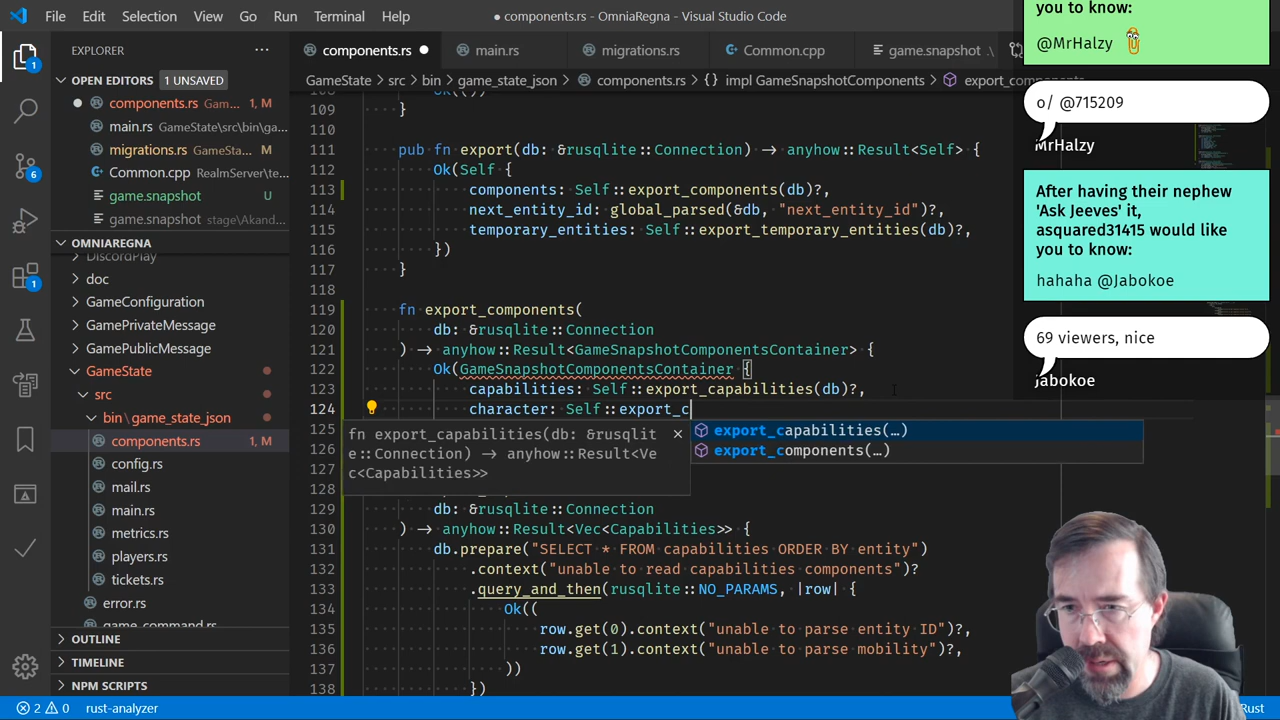 File Edit Selection View Go Run Terminal Help
● components.rs - OmniaRegna - Visual Studio Code
EXPLORER
OPEN EDITORS 1 UNSAVED
components.rs Gam... 1, M
main.rs GameState\src\bin\ga...
migrations.rs GameSta... M
Common.cpp RealmServer\te...
game.snapshot U
game.snapshot stage\Akand...
OMNIAREGNA
DiscordPlay
doc
GameConfiguration
GamePrivateMessage
GamePublicMessage
GameState
src
bin\game_state_json
components.rs 1, M
config.rs
mail.rs
main.rs
metrics.rs
players.rs
tickets.rs
error.rs
OUTLINE
TIMELINE
NPM SCRIPTS
components.rs main.rs migrations.rs Common.cpp game.snapshot .\
GameState > src > bin > game_state_json > components.rs > {} impl GameSnapshotComponents > export_components
109 }
110
111 pub fn export(db: &rusqlite::Connection) → anyhow::Result<Self> {
112 Ok(Self {
113 components: Self::export_components(db)?,
114 next_entity_id: global_parsed(&db, "next_entity_id")?,
115 temporary_entities: Self::export_temporary_entities(db)?,
116 })
117 }
118
119 fn export_components(
120 db: &rusqlite::Connection
121 ) → anyhow::Result<GameSnapshotComponentsContainer> {
122 Ok(GameSnapshotComponentsContainer {
123 capabilities: Self::export_capabilities(db)?,
124 character: Self::export_c
125
126
127
128
export_capabilities(…)
export_components(…)
fn export_capabilities(db: &rusqlit
e::Connection) → anyhow::Result<Ve
c<Capabilities>>
129 db: &rusqlite::Connection
130 ) → anyhow::Result<Vec<Capabilities>> {
131 db.prepare("SELECT * FROM capabilities ORDER BY entity")
132 .context("unable to read capabilities components")?
133 .query_and_then(rusqlite::NO_PARAMS, |row| {
134 Ok((
135 row.get(0).context("unable to parse entity ID")?,
136 row.get(1).context("unable to parse mobility")?,
137 ))
138 })
you to know:
@MrHalzy
o/ @715209
MrHalzy
After having their nephew
'Ask Jeeves' it,
asquared31415 would like
you to know:
hahaha @Jabokoe
69 viewers, nice
Jabokoe
2 0 rust-analyzer
Rust
1
6
1